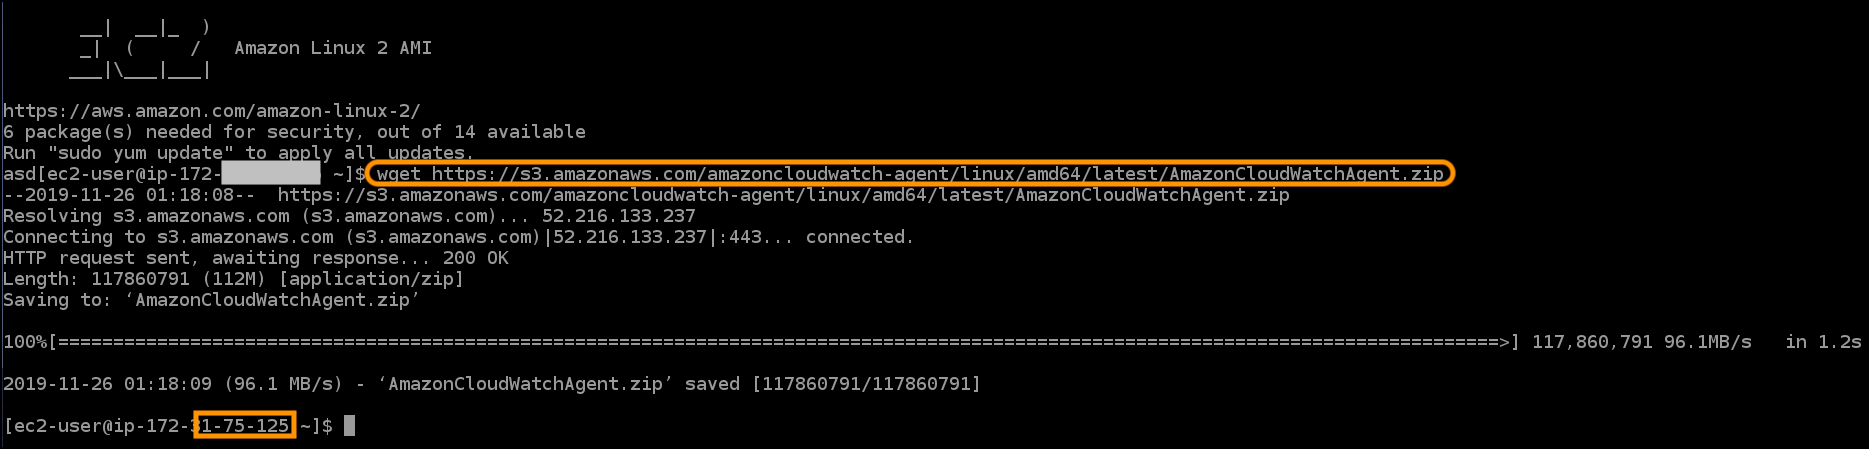 __|  __|_  )
_|  (     /   Amazon Linux 2 AMI
___|\___|___|
https://aws.amazon.com/amazon-linux-2/
6 package(s) needed for security, out of 14 available
Run "sudo yum update" to apply all updates.
asd[ec2-user@ip-172- ~]$ wget https://s3.amazonaws.com/amazoncloudwatch-agent/linux/amd64/latest/AmazonCloudWatchAgent.zip
--2019-11-26 01:18:08--  https://s3.amazonaws.com/amazoncloudwatch-agent/linux/amd64/latest/AmazonCloudWatchAgent.zip
Resolving s3.amazonaws.com (s3.amazonaws.com)... 52.216.133.237
Connecting to s3.amazonaws.com (s3.amazonaws.com)|52.216.133.237|:443... connected.
HTTP request sent, awaiting response... 200 OK
Length: 117860791 (112M) [application/zip]
Saving to: ‘AmazonCloudWatchAgent.zip’
100%[===================================================================================================================================>] 117,860,791 96.1MB/s   in 1.2s
2019-11-26 01:18:09 (96.1 MB/s) - ‘AmazonCloudWatchAgent.zip’ saved [117860791/117860791]
[ec2-user@ip-172-31-75-125 ~]$